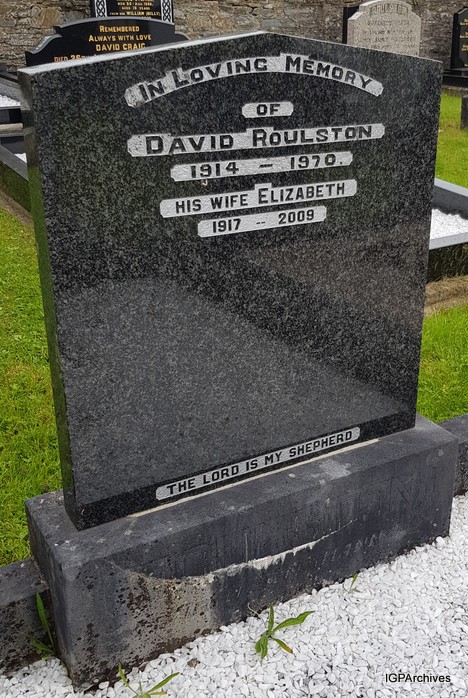 REMEMBERED
ALWAYS WITH LOVE
DAVID CRAIG
IN LOVING MEMORY
OF
DAVID ROULSTON
1914 – 1970.
HIS WIFE ELIZABETH
1917 – 2009
THE LORD IS MY SHEPHERD
IGPArchives